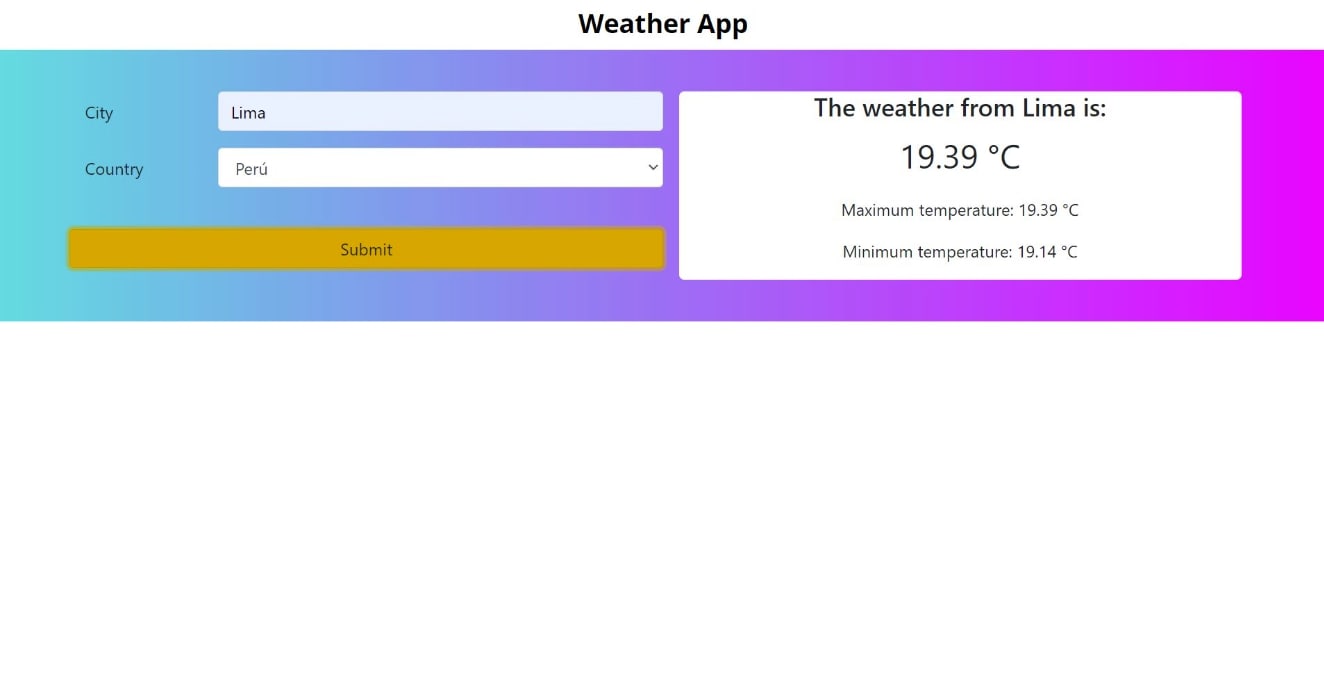 Weather App
City
Lima
Country
Perú
Submit
The weather from Lima is:
19.39 °C
Maximum temperature: 19.39 °C
Minimum temperature: 19.14 °C